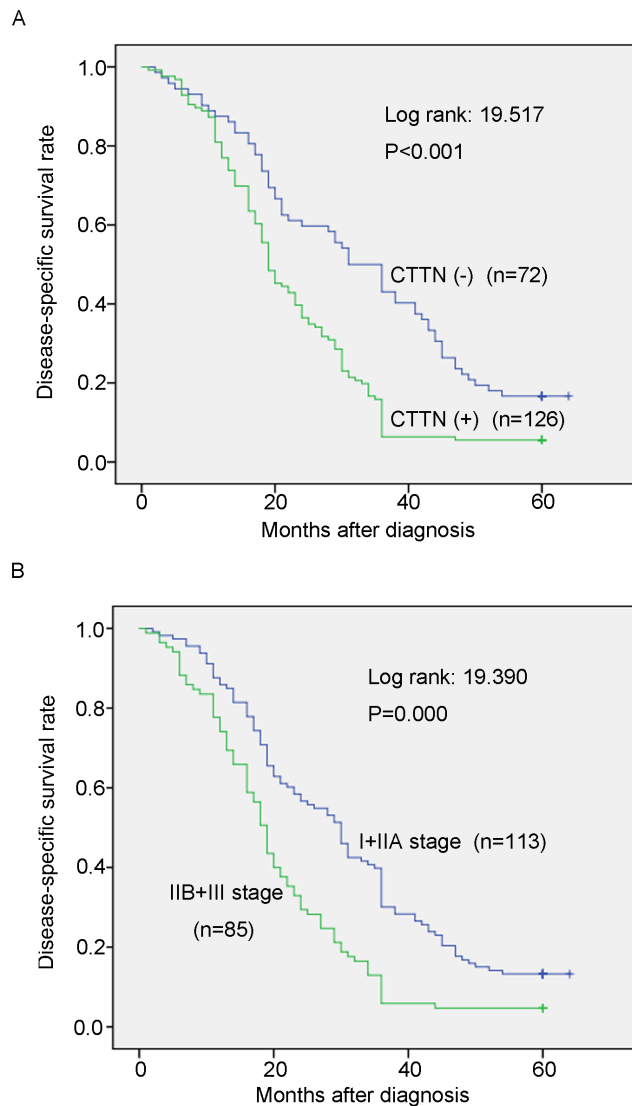 A
1.0
0.8
0.6
0.4
0.2
0.0
Disease-specific survival rate
Log rank: 19.517
P<0.001
CTTN (-) (n=72)
CTTN (+) (n=126)
0 20 40 60
Months after diagnosis
B
1.0
0.8
0.6
0.4
0.2
0.0
Disease-specific survival rate
Log rank: 19.390
P=0.000
I+IIA stage (n=113)
IIB+III stage
(n=85)
0 20 40 60
Months after diagnosis